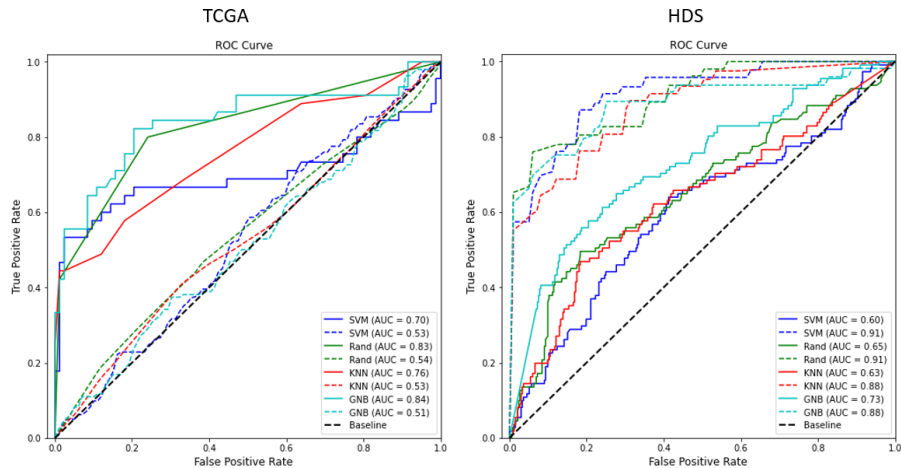 TCGA
HDS
ROC Curve
True Positive Rate
1.0
0.8
0.6
0.4
0.2
0.0
SVM (AUC = 0.70)
SVM (AUC = 0.53)
Rand (AUC = 0.83)
Rand (AUC = 0.54)
KNN (AUC = 0.76)
KNN (AUC = 0.53)
GNB (AUC = 0.84)
GNB (AUC = 0.51)
Baseline
0.0 0.2 0.4 0.6 0.8 1.0
False Positive Rate
ROC Curve
True Positive Rate
1.0
0.8
0.6
0.4
0.2
0.0
SVM (AUC = 0.60)
SVM (AUC = 0.91)
Rand (AUC = 0.65)
Rand (AUC = 0.91)
KNN (AUC = 0.63)
KNN (AUC = 0.88)
GNB (AUC = 0.73)
GNB (AUC = 0.88)
Baseline
0.0 0.2 0.4 0.6 0.8 1.0
False Positive Rate